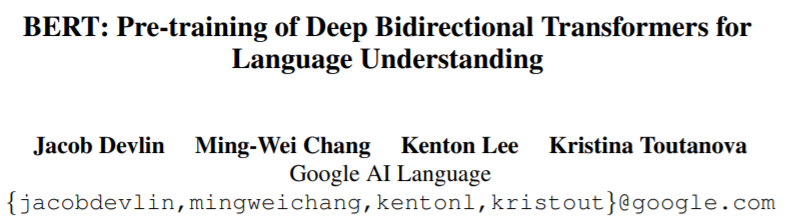 BERT: Pre-training of Deep Bidirectional Transformers for
Language Understanding
Jacob Devlin Ming-Wei Chang Kenton Lee Kristina Toutanova
Google AI Language
{jacobdevlin,mingweichang,kentonl,kristout}@google.com